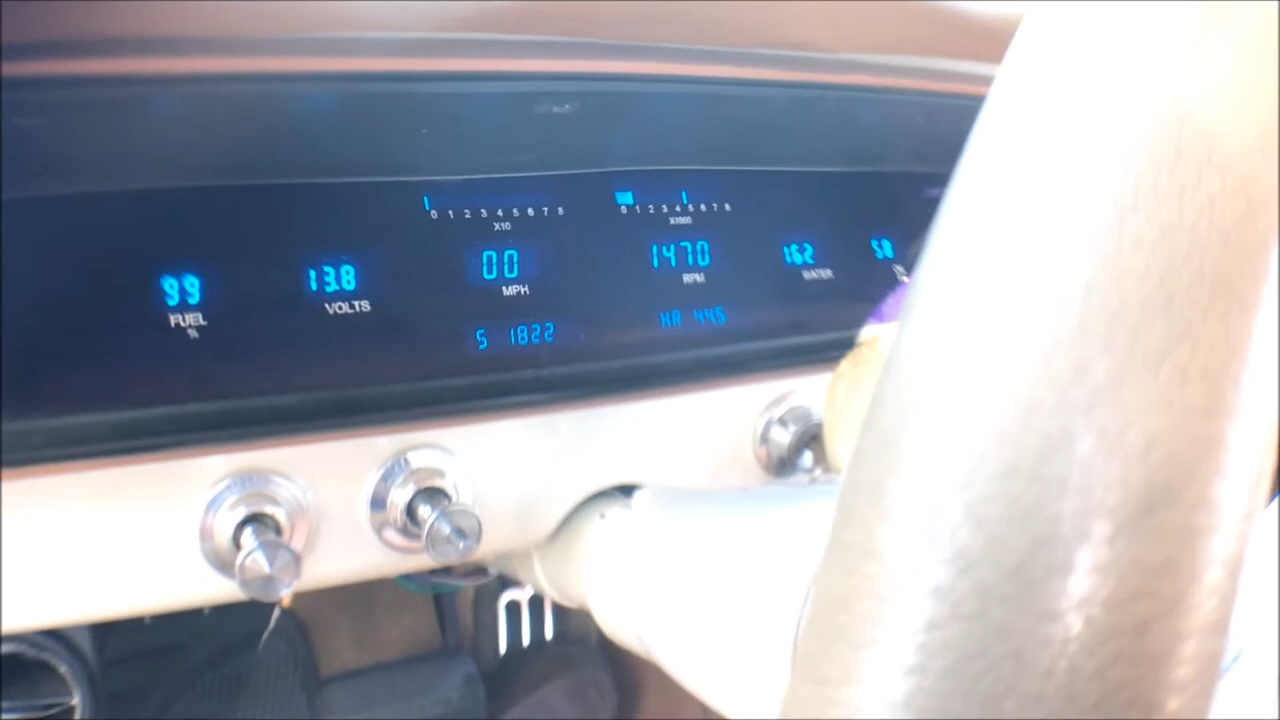 0 1 2 3 4 5 6 7 8
X10
0 1 2 3 4 5 6 7 8
X1000
99
FUEL
%
13.8
VOLTS
00
MPH
1470
RPM
162
WATER
58
S 1822
HR 445